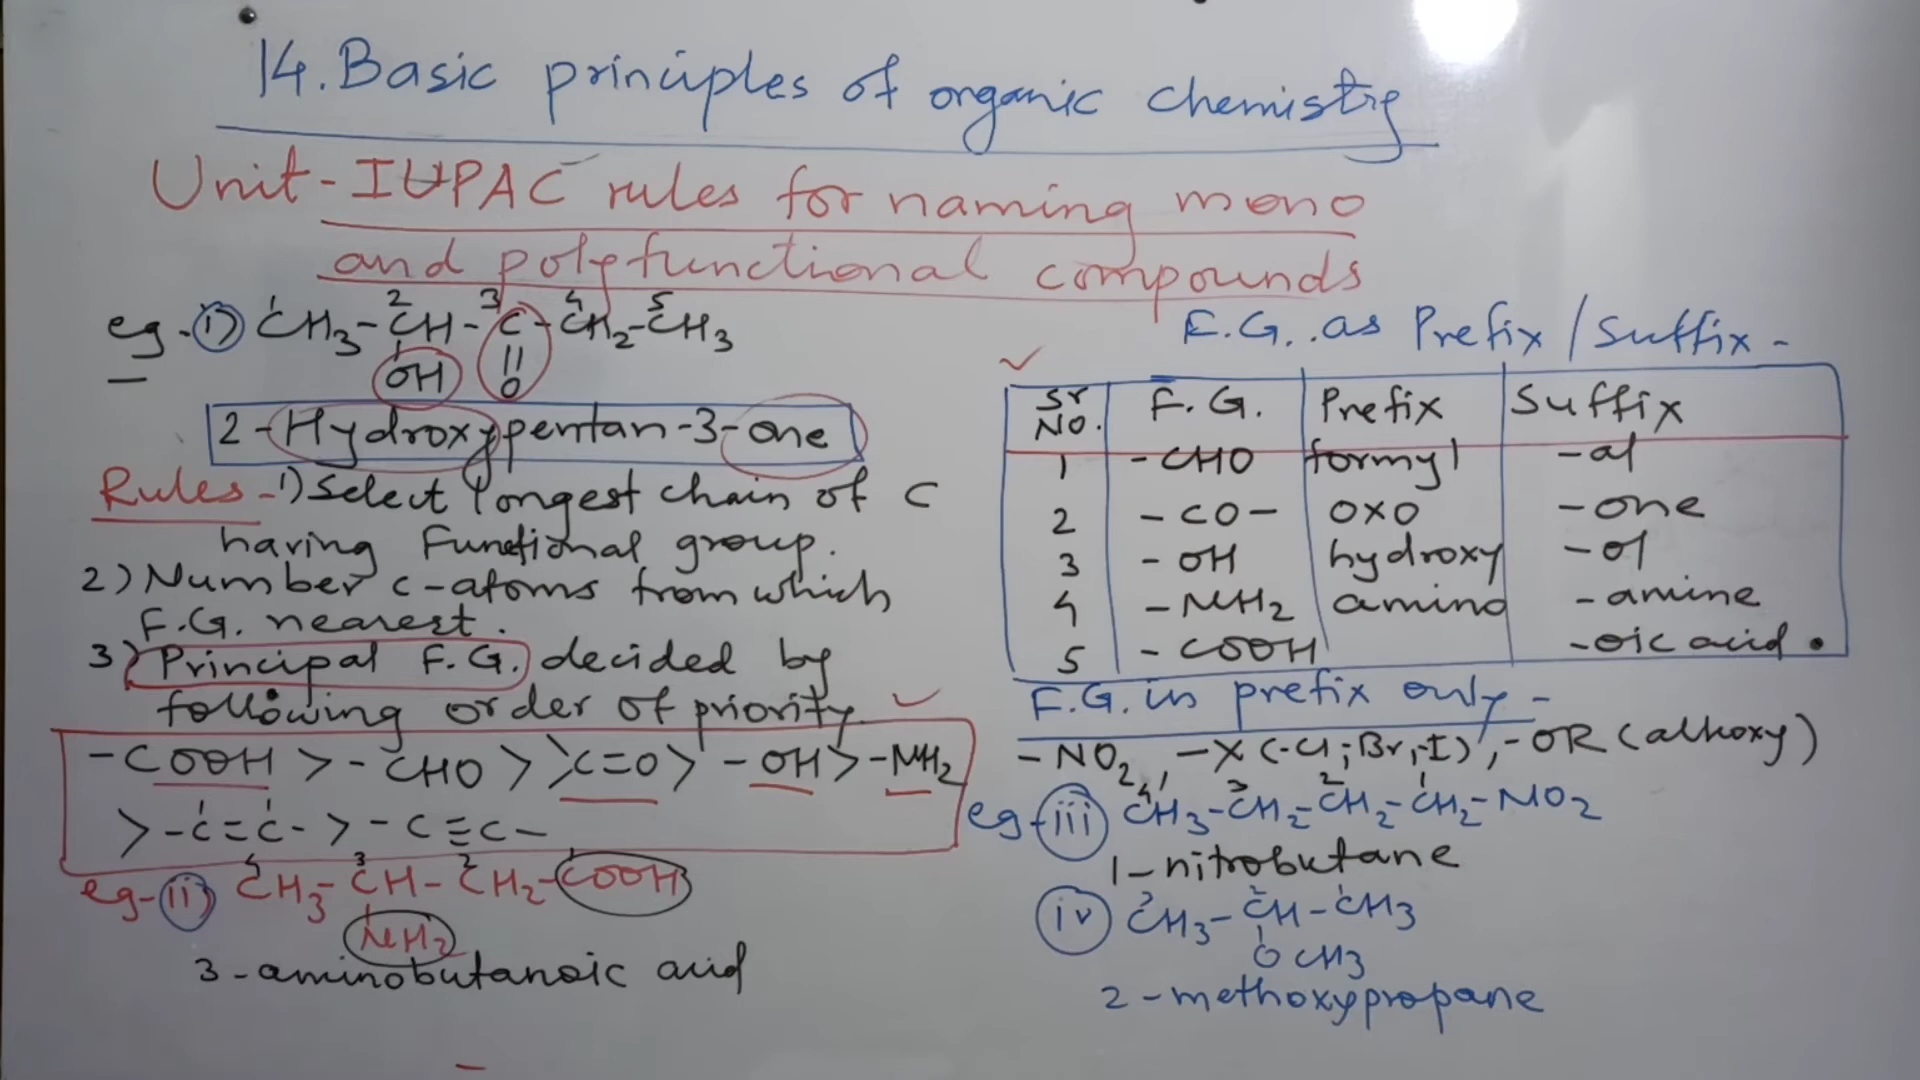 14. Basic principles of organic chemistry
Unit-IUPAC rules for naming mono
and polyfunctional compounds
eg-i) 1CH3-2CH-3C-4CH2-5CH3
OH O
2-Hydroxypentan-3-one
Rules-1) Select longest chain of C
having Functional group.
2) Number C-atoms from which
F.G. nearest.
3) Principal F.G. decided by
following order of priority
-COOH > -CHO > >C=O > -OH > -NH2
> -C=C- > -C≡C-
eg-ii) 4CH3-3CH-2CH2-1COOH
NH2
3-aminobutanoic acid
F.G. as Prefix/Suffix-
Sr No. F.G. Prefix Suffix
1 -CHO formyl -al
2 -CO- oxo -one
3 -OH hydroxy -ol
4 -NH2 amino -amine
5 -COOH -oic acid.
F.G. in prefix only-
-NO2, -X (-Cl;Br,-I), -OR (alkoxy)
eg-iii) 4CH3-3CH2-2CH2-1CH2-NO2
1-nitrobutane
iv) 3CH3-2CH-1CH3
OCH3
2-methoxypropane